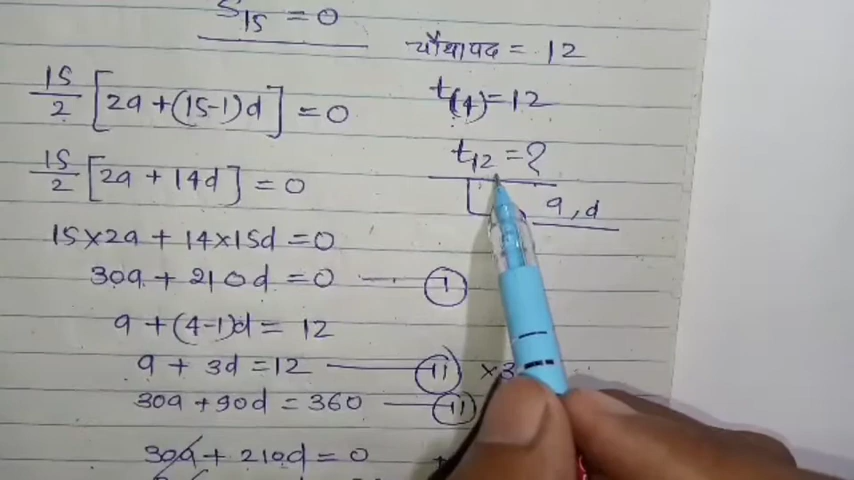 S₁₅ = 0
15/2 [2a + (15-1)d] = 0
15/2 [2a + 14d] = 0
15×2a + 14×15d = 0
30a + 210d = 0 — (I)
a + (4-1)d = 12
a + 3d = 12 — (II) ×3
30a + 90d = 360 — (II)
30a + 210d = 0
चौथापद = 12
t(4) = 12
t₁₂ = ?
a, d